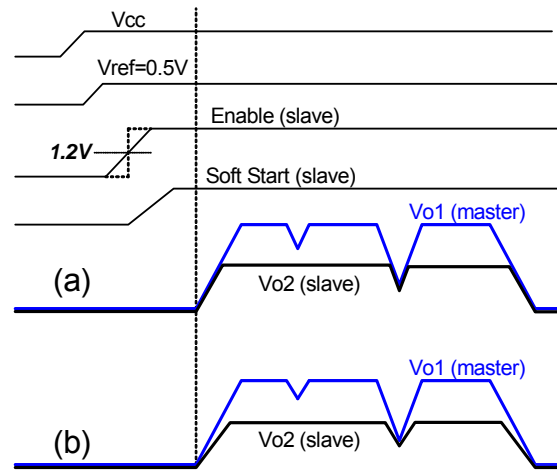 Vcc
Vref=0.5V
Enable (slave)
1.2V
Soft Start (slave)
Vo1 (master)
(a)
Vo2 (slave)
Vo1 (master)
(b)
Vo2 (slave)